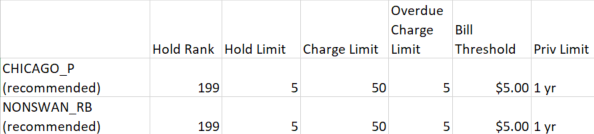 Hold Rank Hold Limit Charge Limit Overdue Charge Limit Bill Threshold Priv Limit
CHICAGO_P (recommended) 199 5 50 5 $5.00 1 yr
NONSWAN_RB (recommended) 199 5 50 5 $5.00 1 yr